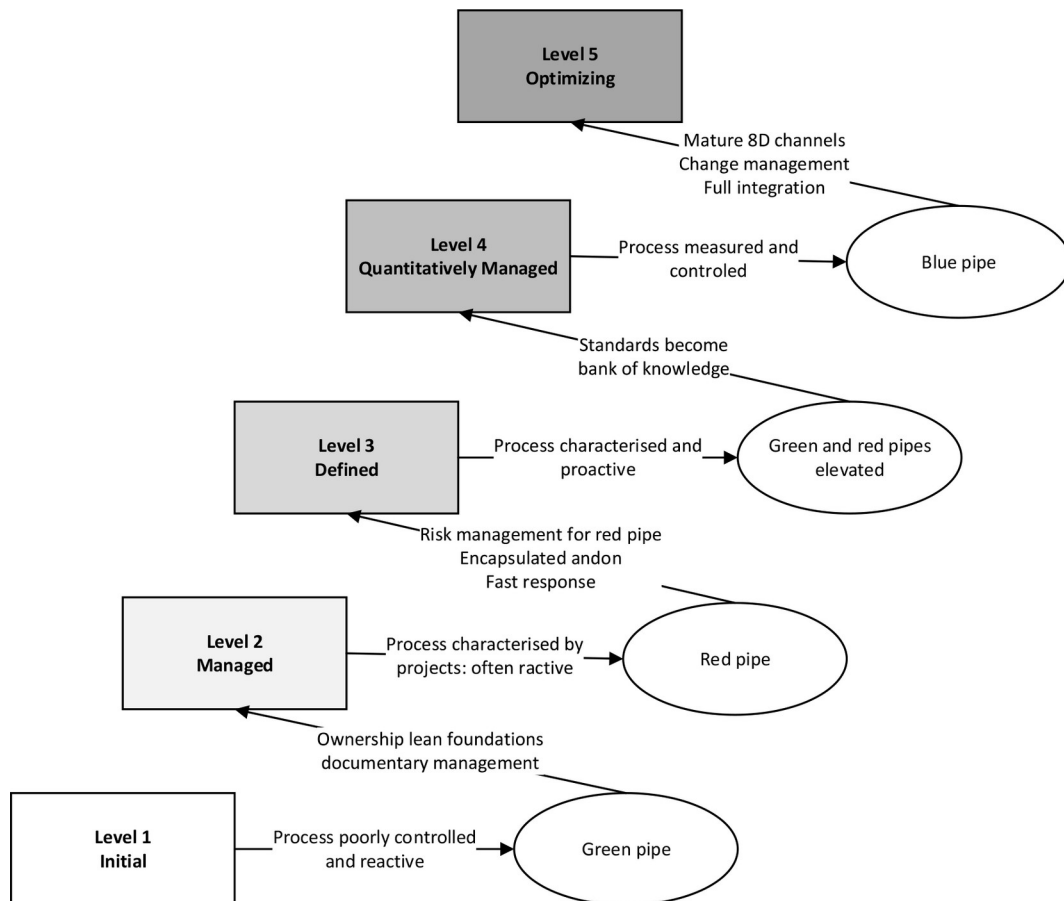 Level 5
Optimizing
Mature 8D channels
Change management
Full integration
Level 4
Quantitatively Managed
Process measured and
controled
Blue pipe
Standards become
bank of knowledge
Level 3
Defined
Process characterised and
proactive
Green and red pipes
elevated
Risk management for red pipe
Encapsulated andon
Fast response
Level 2
Managed
Process characterised by
projects: often ractive
Red pipe
Ownership lean foundations
documentary management
Level 1
Initial
Process poorly controlled
and reactive
Green pipe